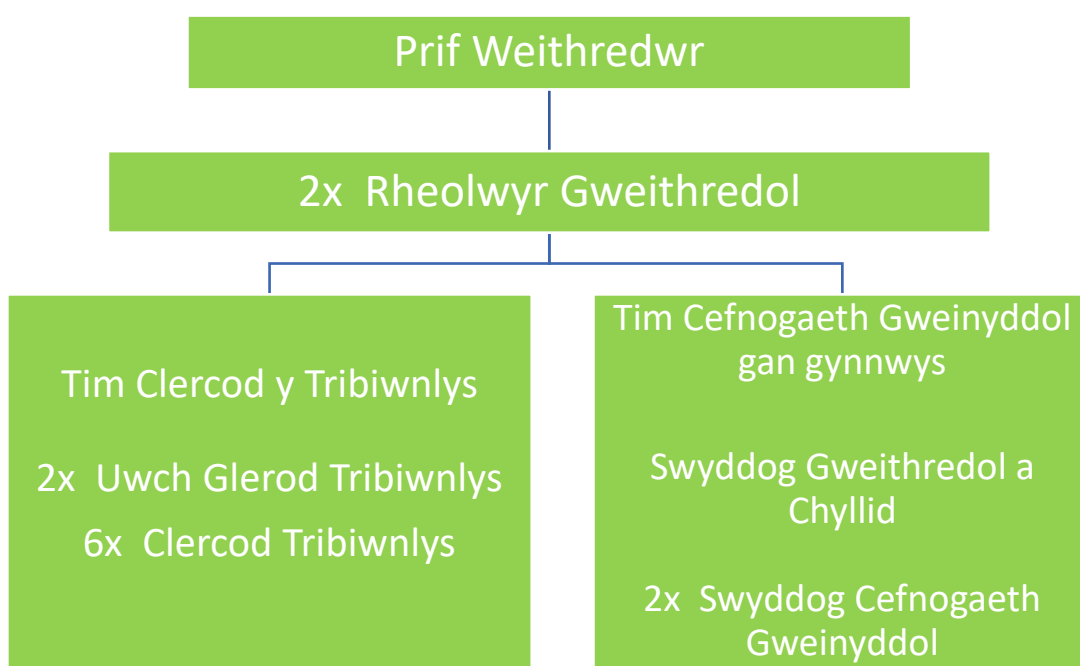 Prif Weithredwr
2x Rheolwyr Gweithredol
Tim Clercod y Tribiwnlys
2x Uwch Glerod Tribiwnlys
6x Clercod Tribiwnlys
Tim Cefnogaeth Gweinyddol
gan gynnwys
Swyddog Gweithredol a
Chyllid
2x Swyddog Cefnogaeth
Gweinyddol